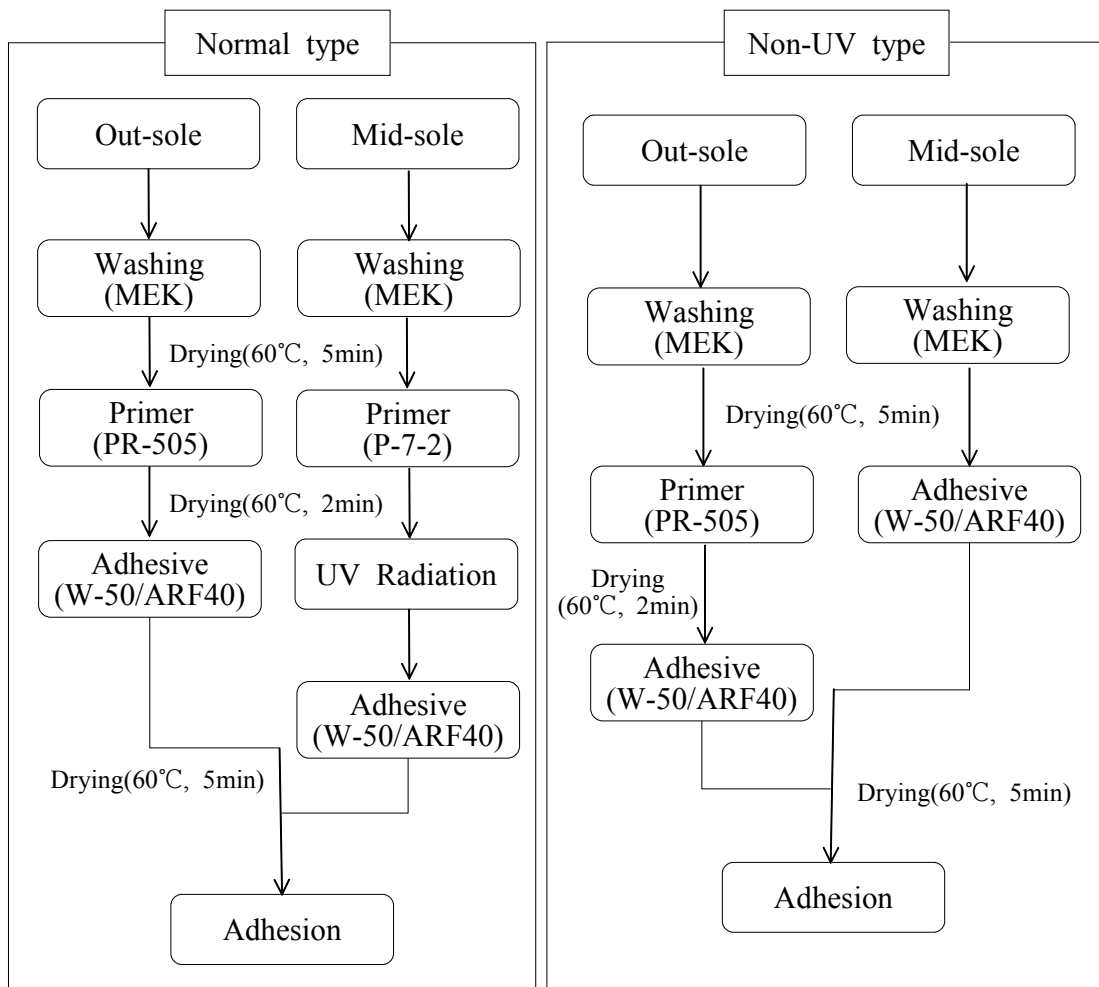 Normal type
Out-sole
Mid-sole
Washing
(MEK)
Washing
(MEK)
Drying(60℃, 5min)
Primer
(PR-505)
Primer
(P-7-2)
Drying(60℃, 2min)
Adhesive
(W-50/ARF40)
UV Radiation
Adhesive
(W-50/ARF40)
Drying(60℃, 5min)
Adhesion
Non-UV type
Out-sole
Mid-sole
Washing
(MEK)
Washing
(MEK)
Drying(60℃, 5min)
Primer
(PR-505)
Adhesive
(W-50/ARF40)
Drying
(60℃, 2min)
Adhesive
(W-50/ARF40)
Drying(60℃, 5min)
Adhesion